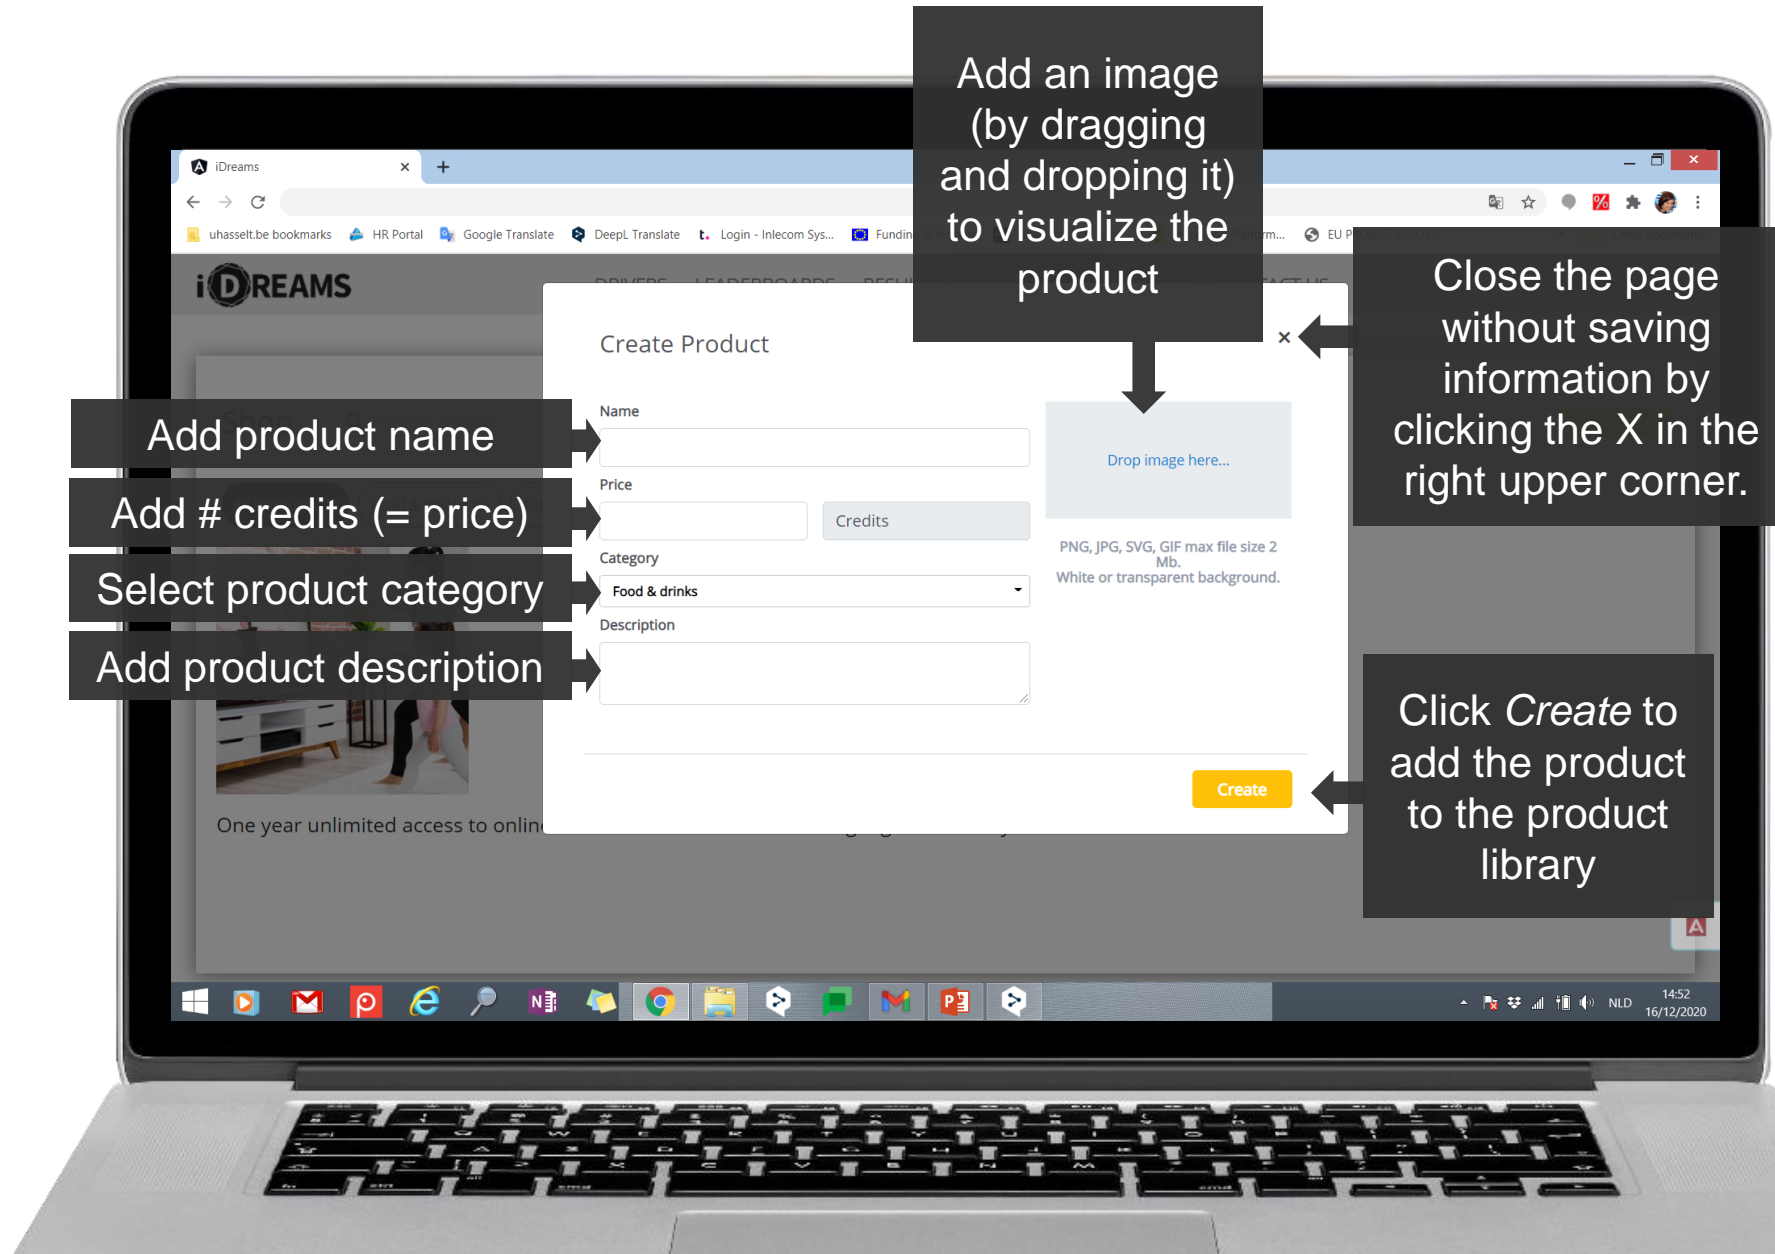 Add an image
(by dragging
and dropping it)
to visualize the
product
iDreams
uhasselt.be bookmarks
HR Portal
Google Translate
DeepL Translate
t. Login - Inlecom Sys...
EU
iDREAMS
DRIVERS LEADERBOARDS
Close the page
without saving
information by
clicking the X in the
right upper corner.
Create Product
Add product name
Name
Drop image here...
Add # credits (= price)
Price
Credits
PNG, JPG, SVG, GIF max file size 2
Mb.
White or transparent background.
Select product category
Category
Food & drinks
Add product description
Description
Click Create to
add the product
to the product
library
Create
One year unlimited access to online
NLD
14:52
16/12/2020